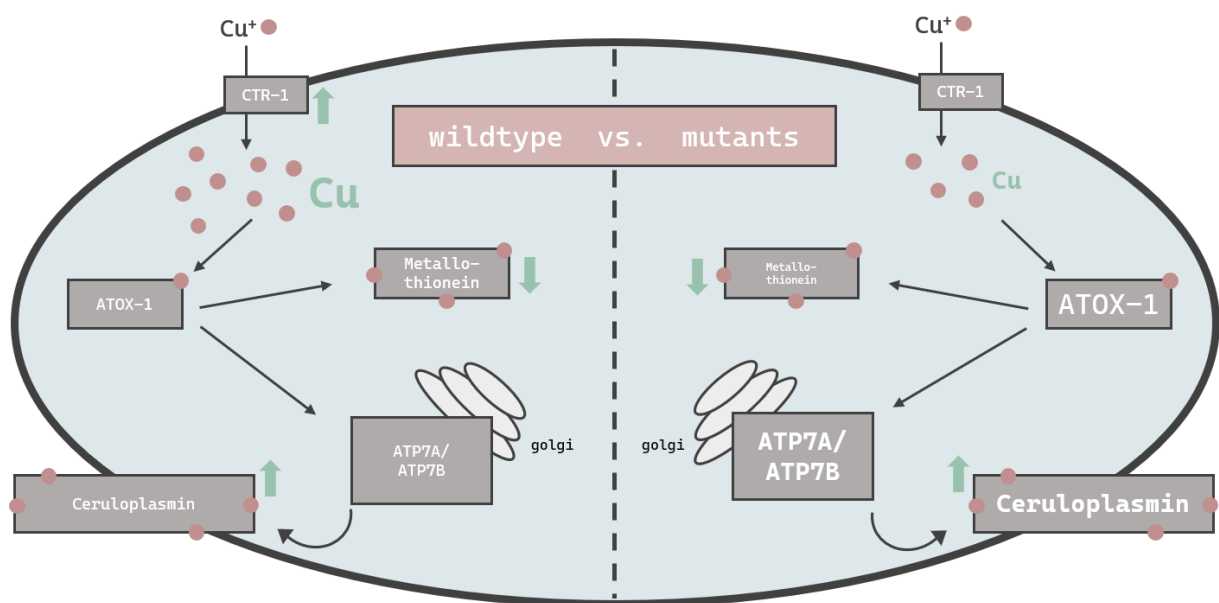 Cu⁺
CTR-1
Cu
ATOX-1
Metallo-
thionein
ATP7A/
ATP7B
golgi
Ceruloplasmin
wildtype vs. mutants
Cu⁺
CTR-1
Cu
Metallo-
thionein
ATOX-1
golgi
ATP7A/
ATP7B
Ceruloplasmin